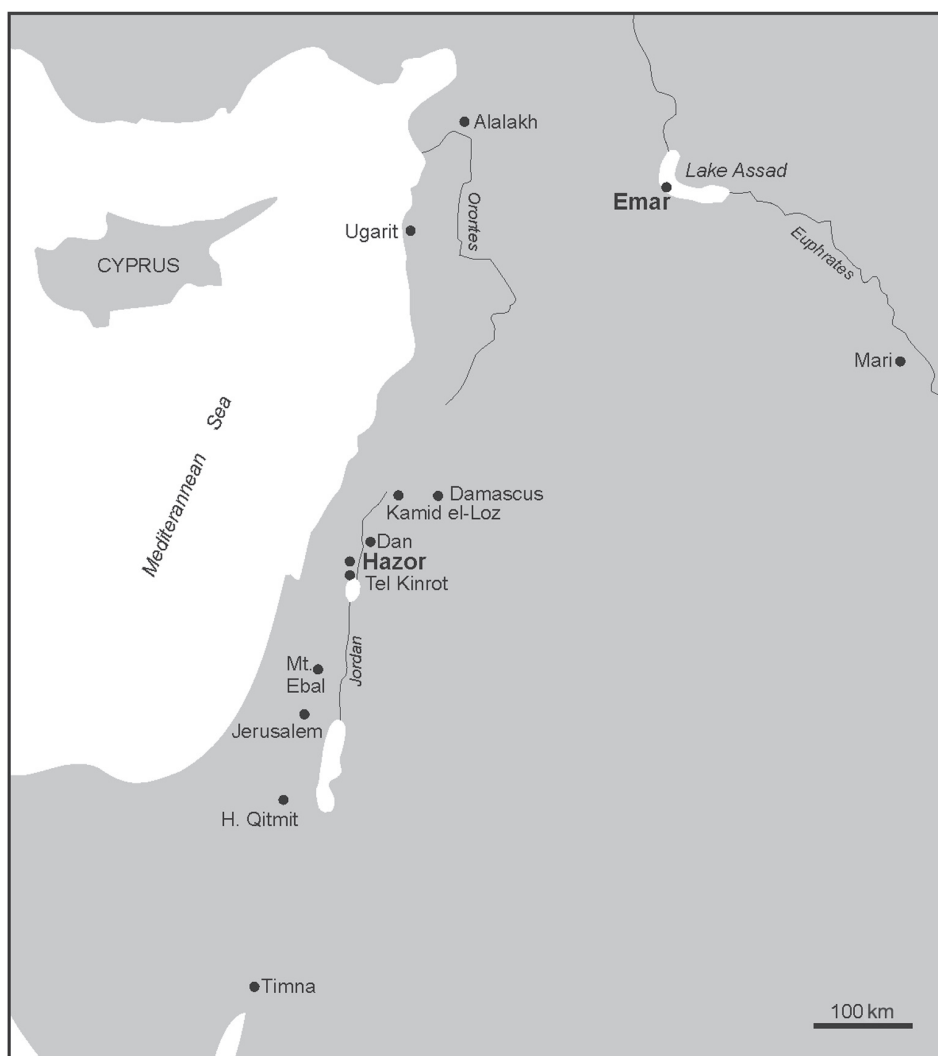 Alalakh
Lake Assad
Emar
Orontes
Ugarit
Euphrates
CYPRUS
Mari
Mediterannean Sea
Damascus
Kamid el-Loz
Dan
Hazor
Tel Kinrot
Jordan
Mt.
Ebal
Jerusalem
H. Qitmit
Timna
100 km